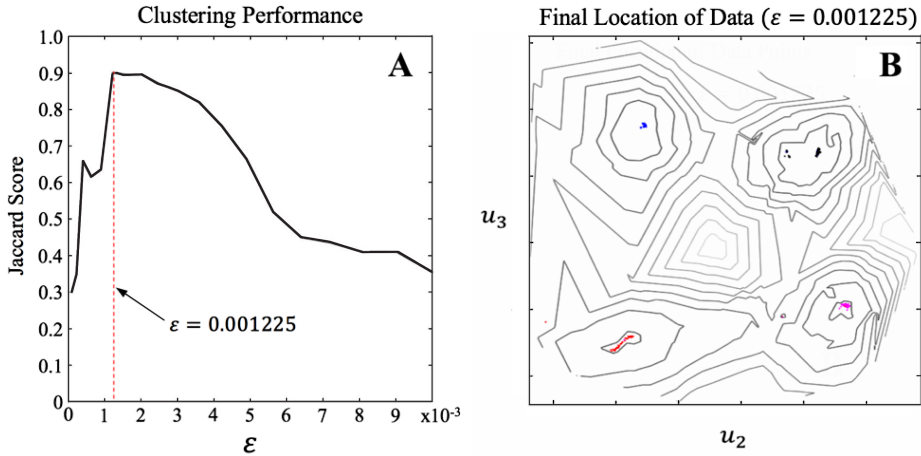 Clustering Performance
A
1.0
0.9
0.8
0.7
0.6
0.5
0.4
0.3
0.2
0.1
0
Jaccard Score
ε = 0.001225
0 1 2 3 4 5 6 7 8 9 x10⁻³
ε
Final Location of Data (ε = 0.001225)
B
u₃
u₂